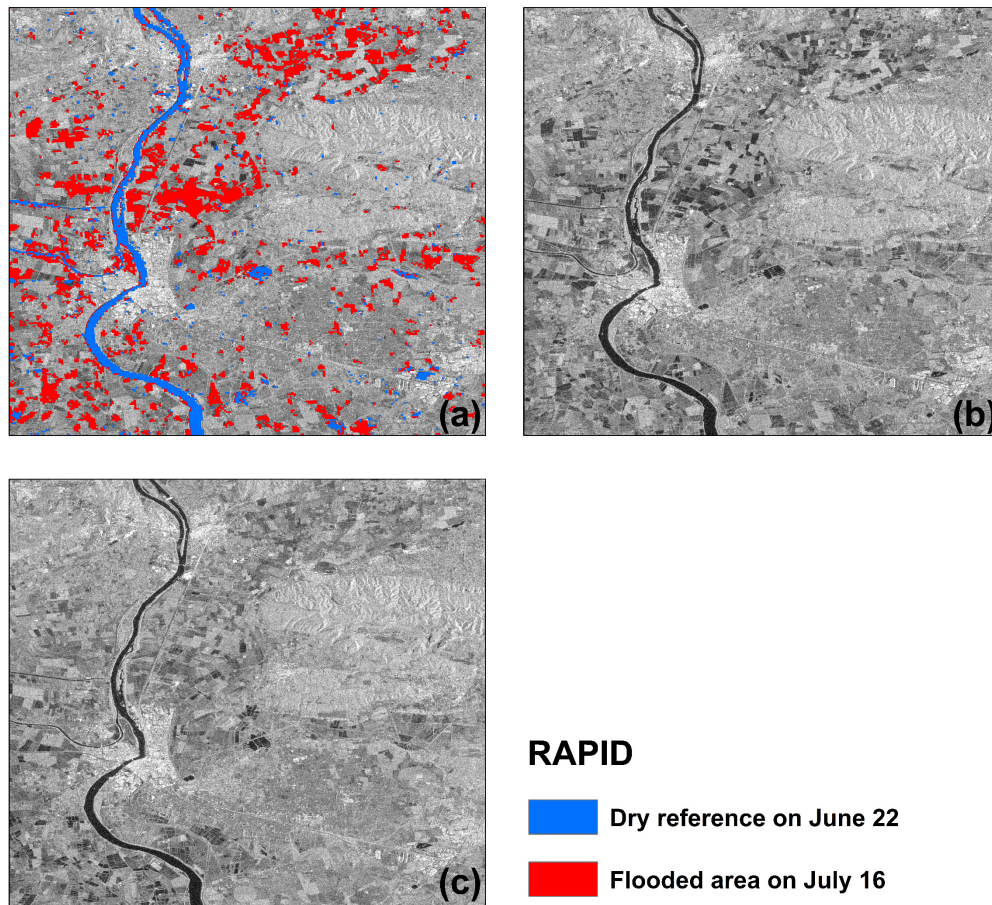 (a)
(b)
(c)
RAPID
Dry reference on June 22
Flooded area on July 16